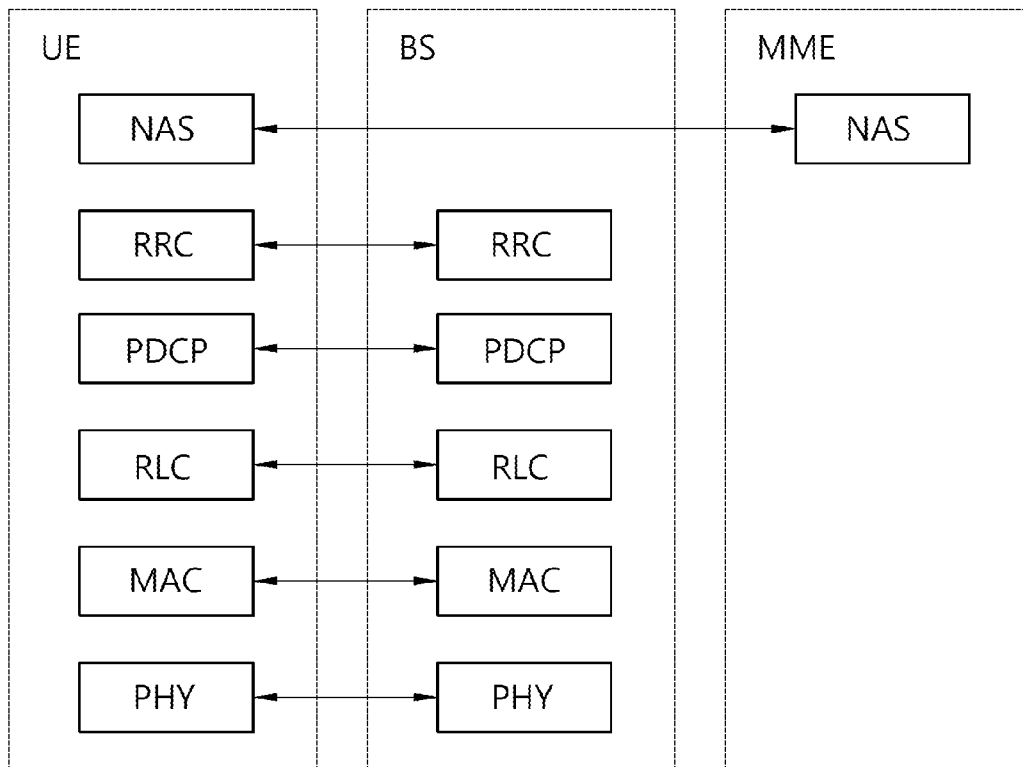 UE BS MME
NAS NAS
RRC RRC
PDCP PDCP
RLC RLC
MAC MAC
PHY PHY